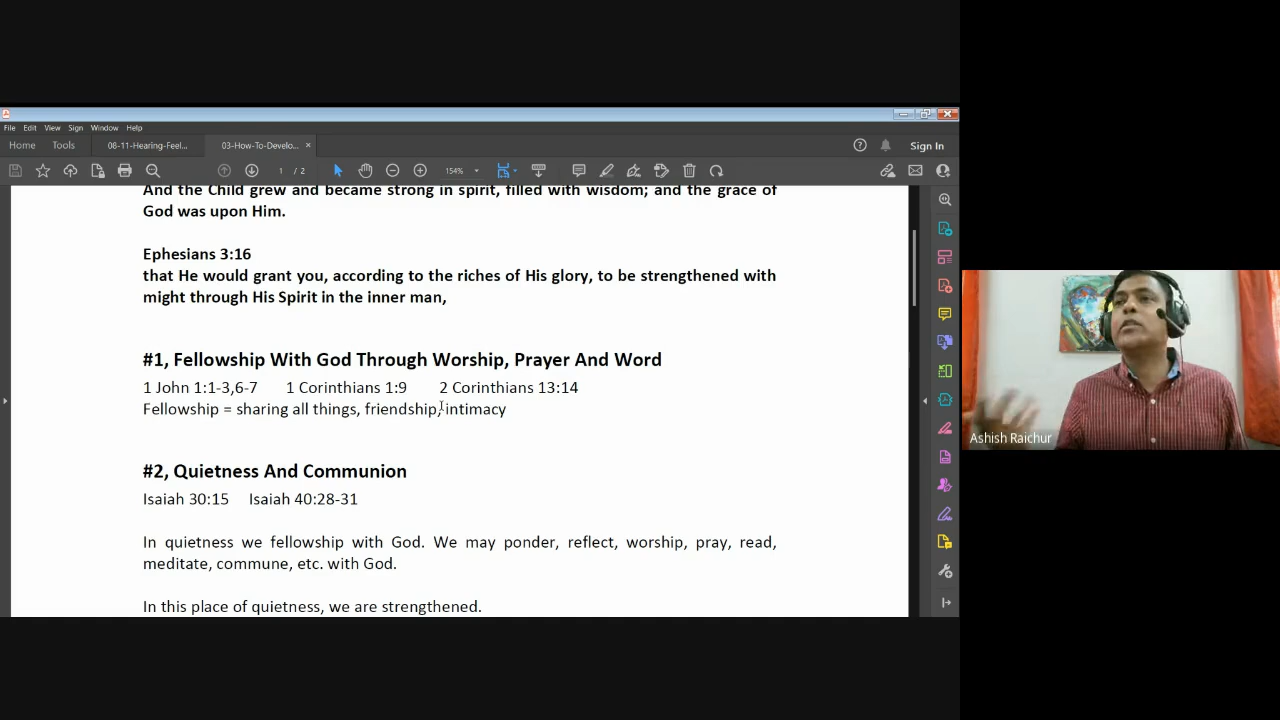 File Edit View Sign Window Help
Home Tools 08-11-Hearing-Feel... 03-How-To-Develo... × Sign In
1 / 2 154%
And the Child grew and became strong in spirit, filled with wisdom; and the grace of
God was upon Him.
Ephesians 3:16
that He would grant you, according to the riches of His glory, to be strengthened with
might through His Spirit in the inner man,
#1, Fellowship With God Through Worship, Prayer And Word
1 John 1:1-3,6-7 1 Corinthians 1:9 2 Corinthians 13:14
Fellowship = sharing all things, friendship, intimacy
#2, Quietness And Communion
Isaiah 30:15 Isaiah 40:28-31
In quietness we fellowship with God. We may ponder, reflect, worship, pray, read,
meditate, commune, etc. with God.
In this place of quietness, we are strengthened.
Ashish Raichur